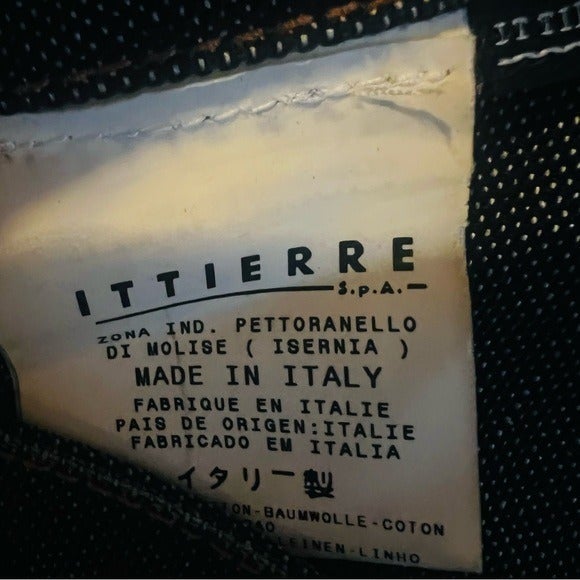 ITTIERRE
S.p.A.
ZONA IND. PETTORANELLO
DI MOLISE ( ISERNIA )
MADE IN ITALY
FABRIQUE EN ITALIE
PAIS DE ORIGEN:ITALIE
FABRICADO EM ITALIA
イタリー製
-BAUMWOLLE-COTON
LEINEN-LINHO